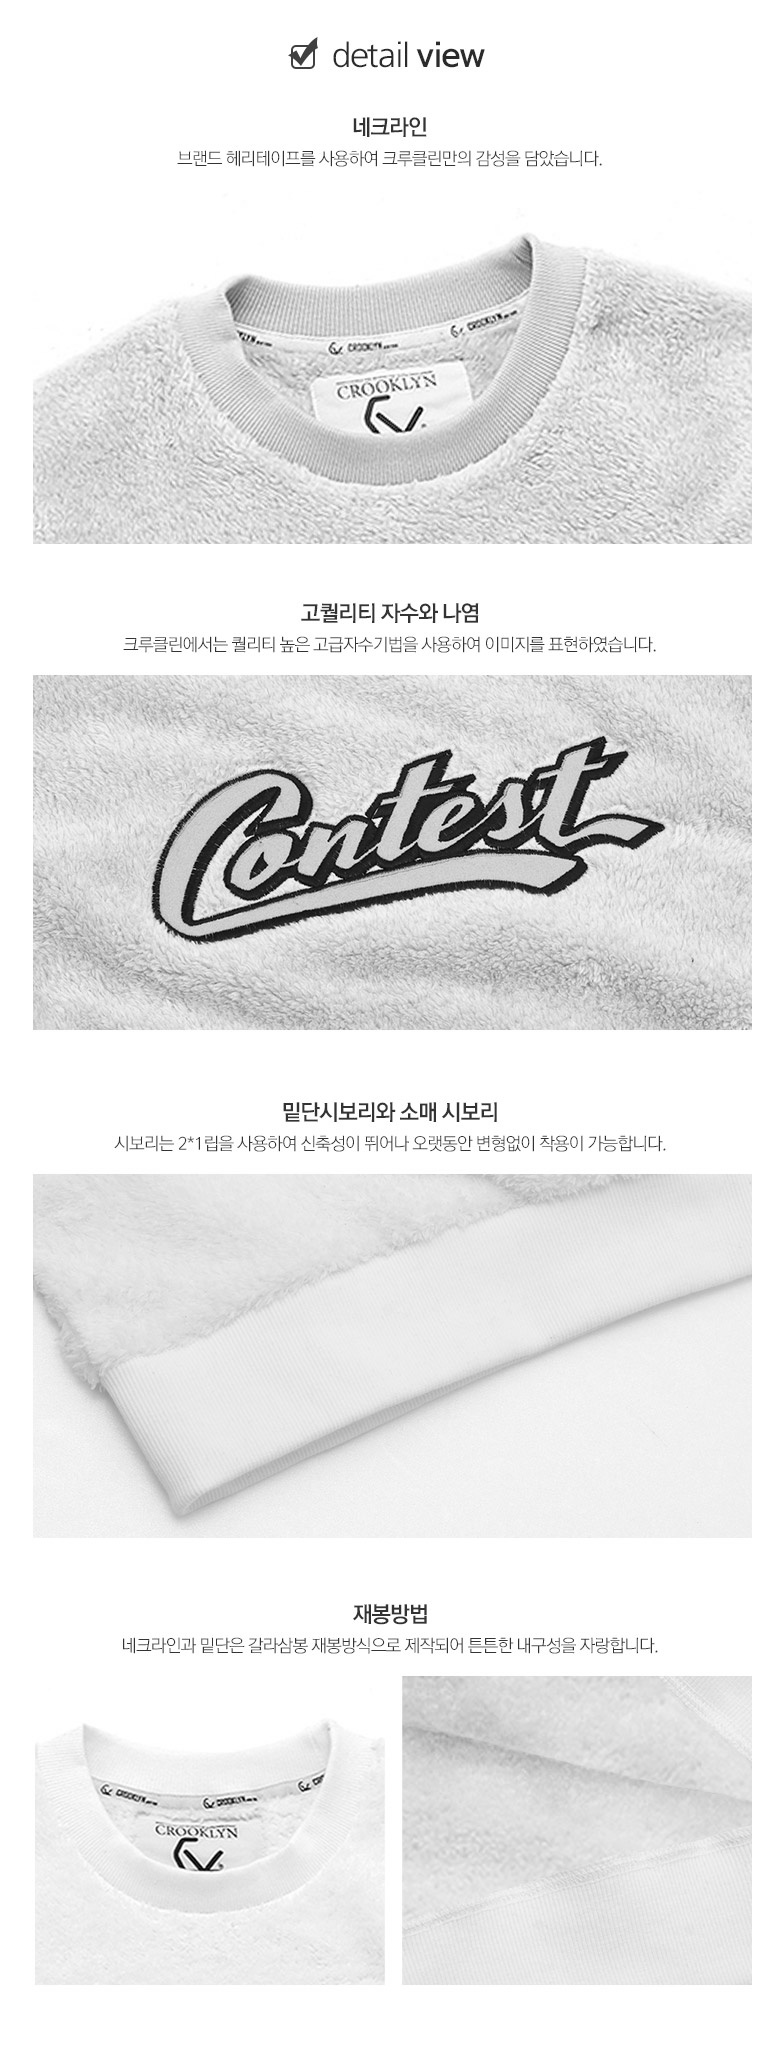 detail view
네크라인
브랜드 헤리테이프를 사용하여 크루클린만의 감성을 담았습니다.
CROOKLYN
CROOKLYN
고퀄리티 자수와 나염
크루클린에서는 퀄리티 높은 고급자수기법을 사용하여 이미지를 표현하였습니다.
Contest
밑단시보리와 소매 시보리
시보리는 2*1립을 사용하여 신축성이 뛰어나 오랫동안 변형없이 착용이 가능합니다.
재봉방법
네크라인과 밑단은 갈라삼봉 재봉방식으로 제작되어 튼튼한 내구성을 자랑합니다.
CROOKLYN
CROOKLYN
CROOKLYN